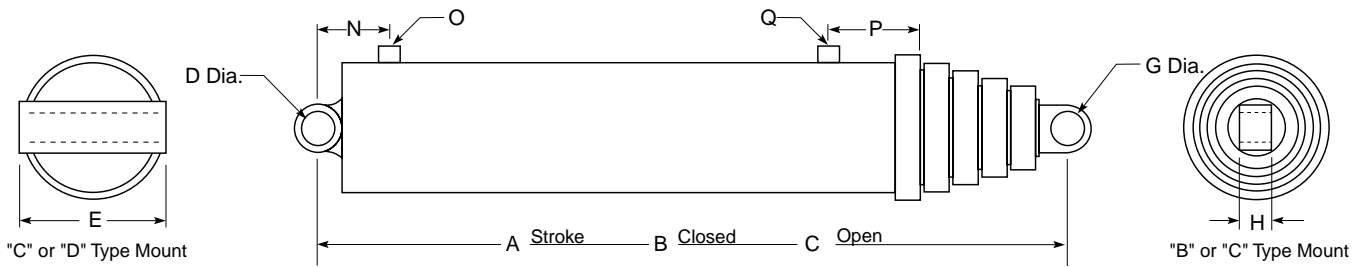 N
O
Q
P
D Dia.
G Dia.
E
"C" or "D" Type Mount
A Stroke B Closed C Open
H
"B" or "C" Type Mount